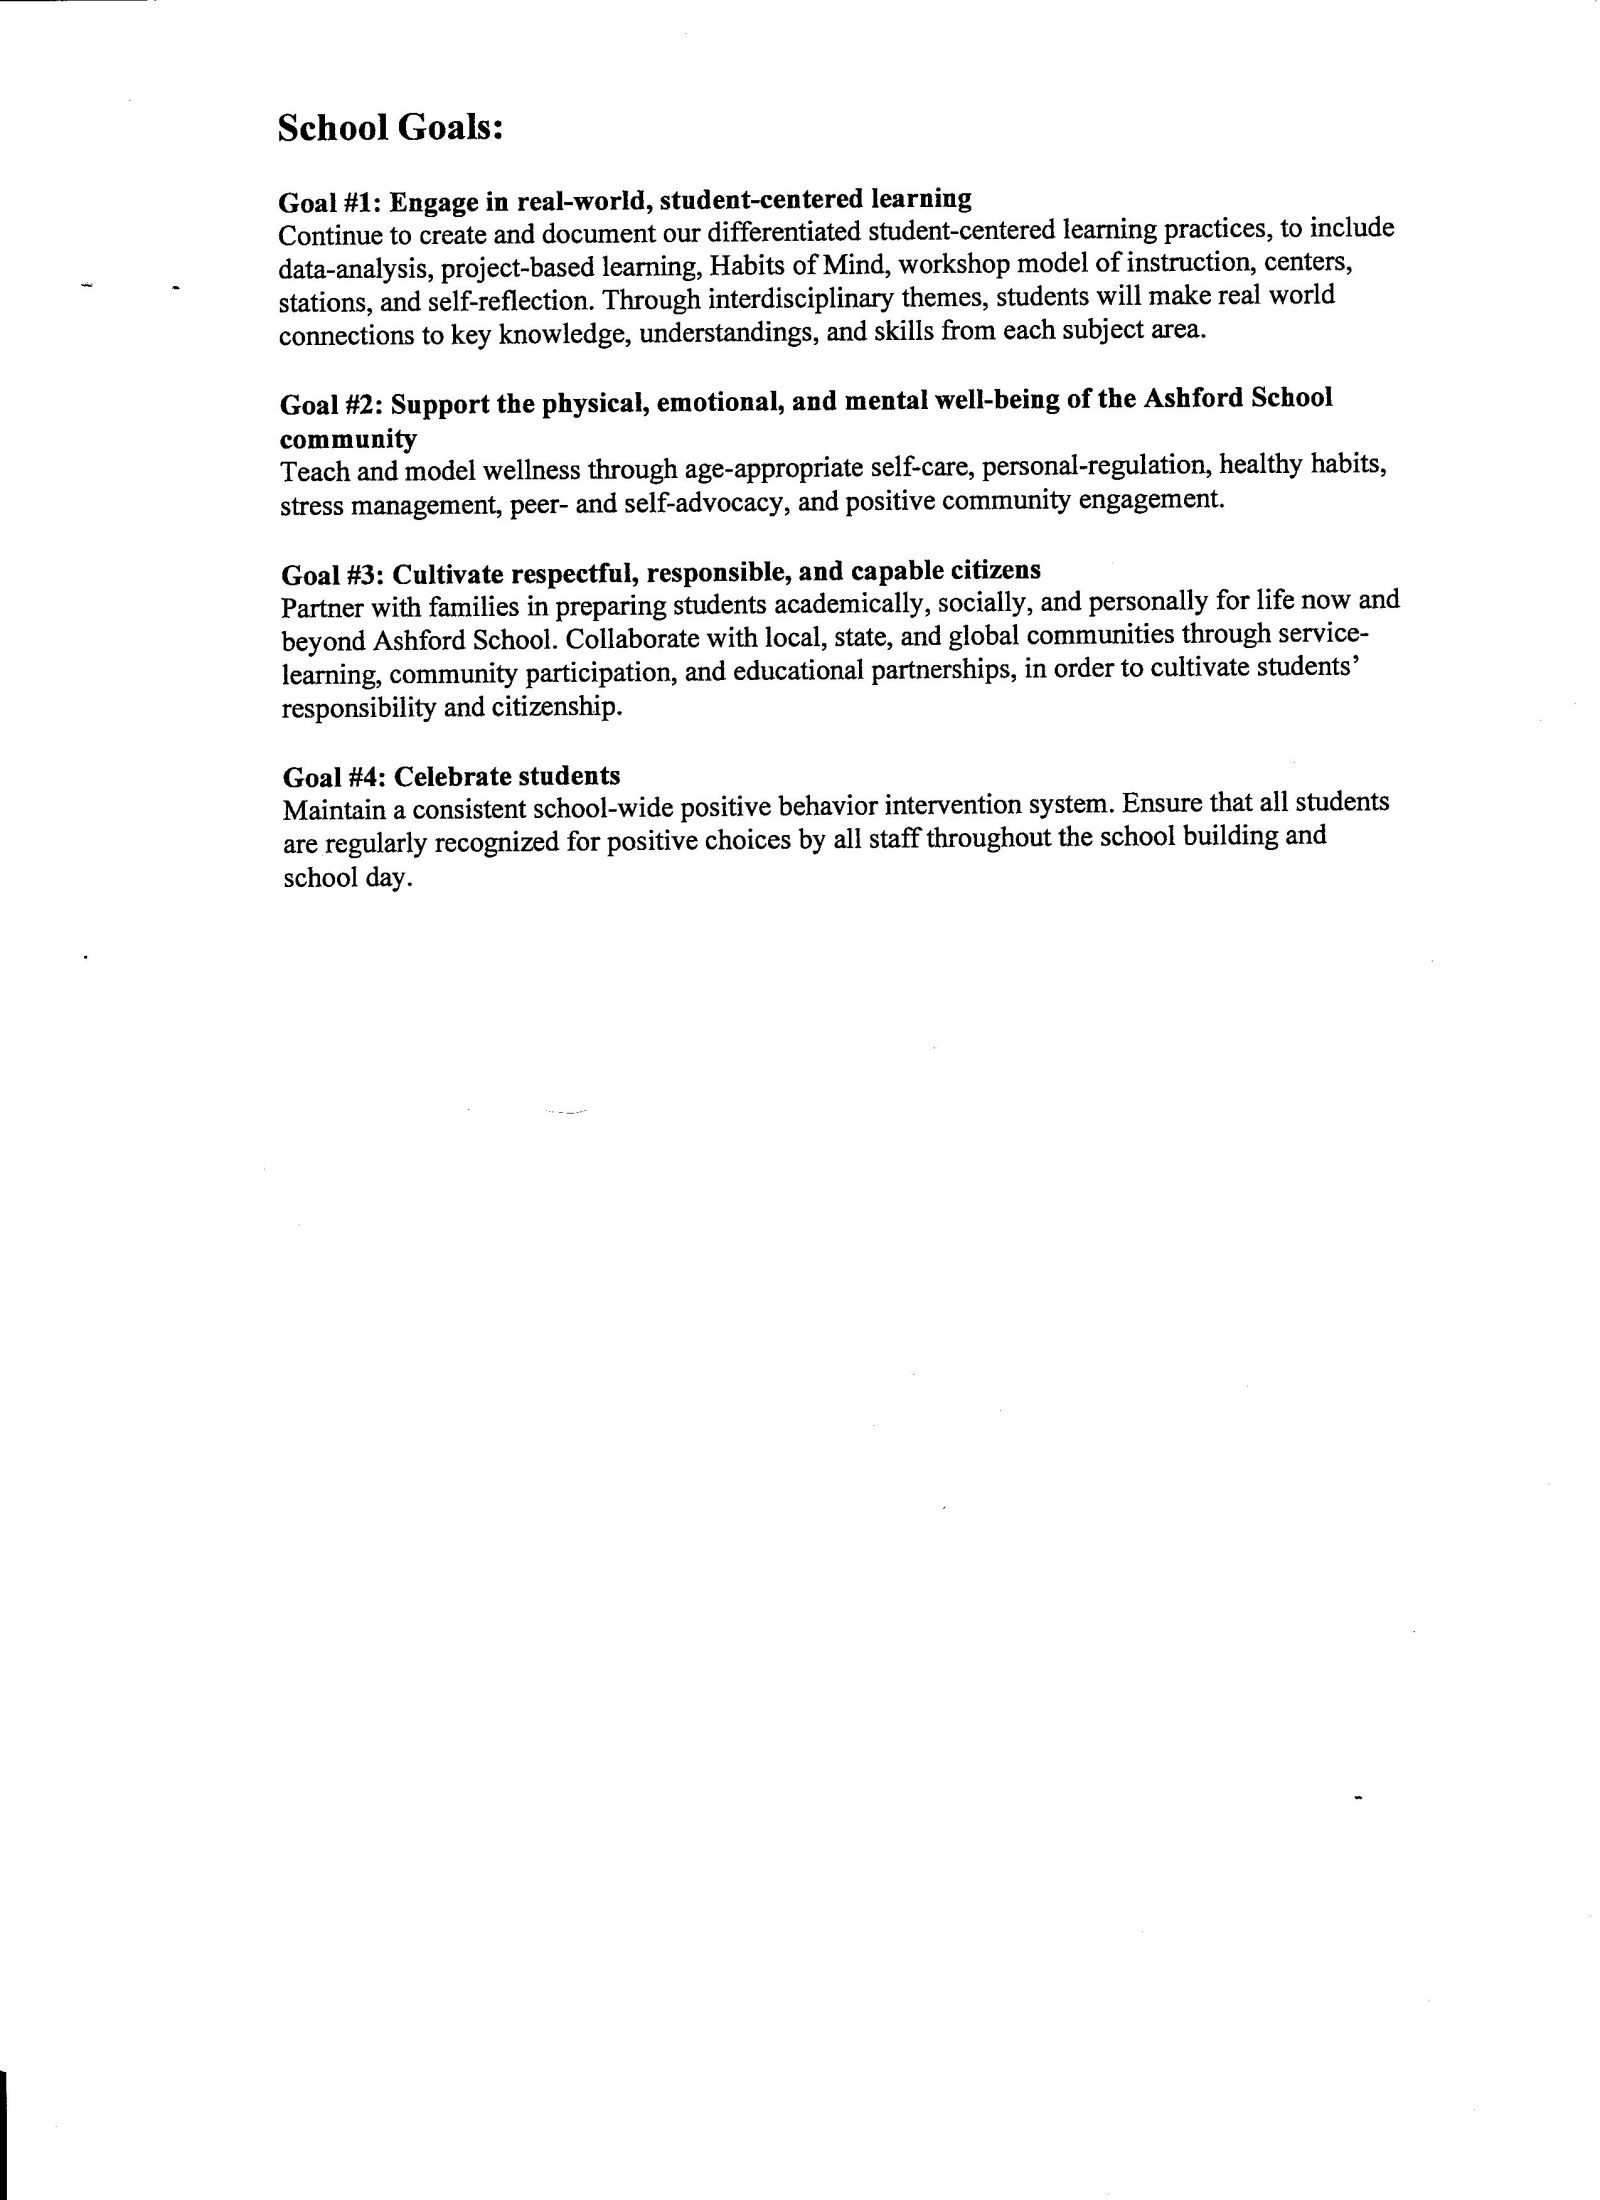 School Goals:
Goal #1: Engage in real-world, student-centered learning
Continue to create and document our differentiated student-centered learning practices, to include
data-analysis, project-based learning, Habits of Mind, workshop model of instruction, centers,
stations, and self-reflection. Through interdisciplinary themes, students will make real world
connections to key knowledge, understandings, and skills from each subject area.
Goal #2: Support the physical, emotional, and mental well-being of the Ashford School
community
Teach and model wellness through age-appropriate self-care, personal-regulation, healthy habits,
stress management, peer- and self-advocacy, and positive community engagement.
Goal #3: Cultivate respectful, responsible, and capable citizens
Partner with families in preparing students academically, socially, and personally for life now and
beyond Ashford School. Collaborate with local, state, and global communities through service-
learning, community participation, and educational partnerships, in order to cultivate students’
responsibility and citizenship.
Goal #4: Celebrate students
Maintain a consistent school-wide positive behavior intervention system. Ensure that all students
are regularly recognized for positive choices by all staff throughout the school building and
school day.